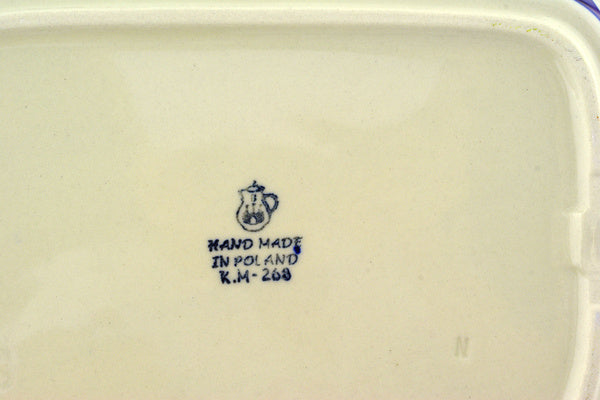 HAND MADE
IN POLAND
K.M-268
N